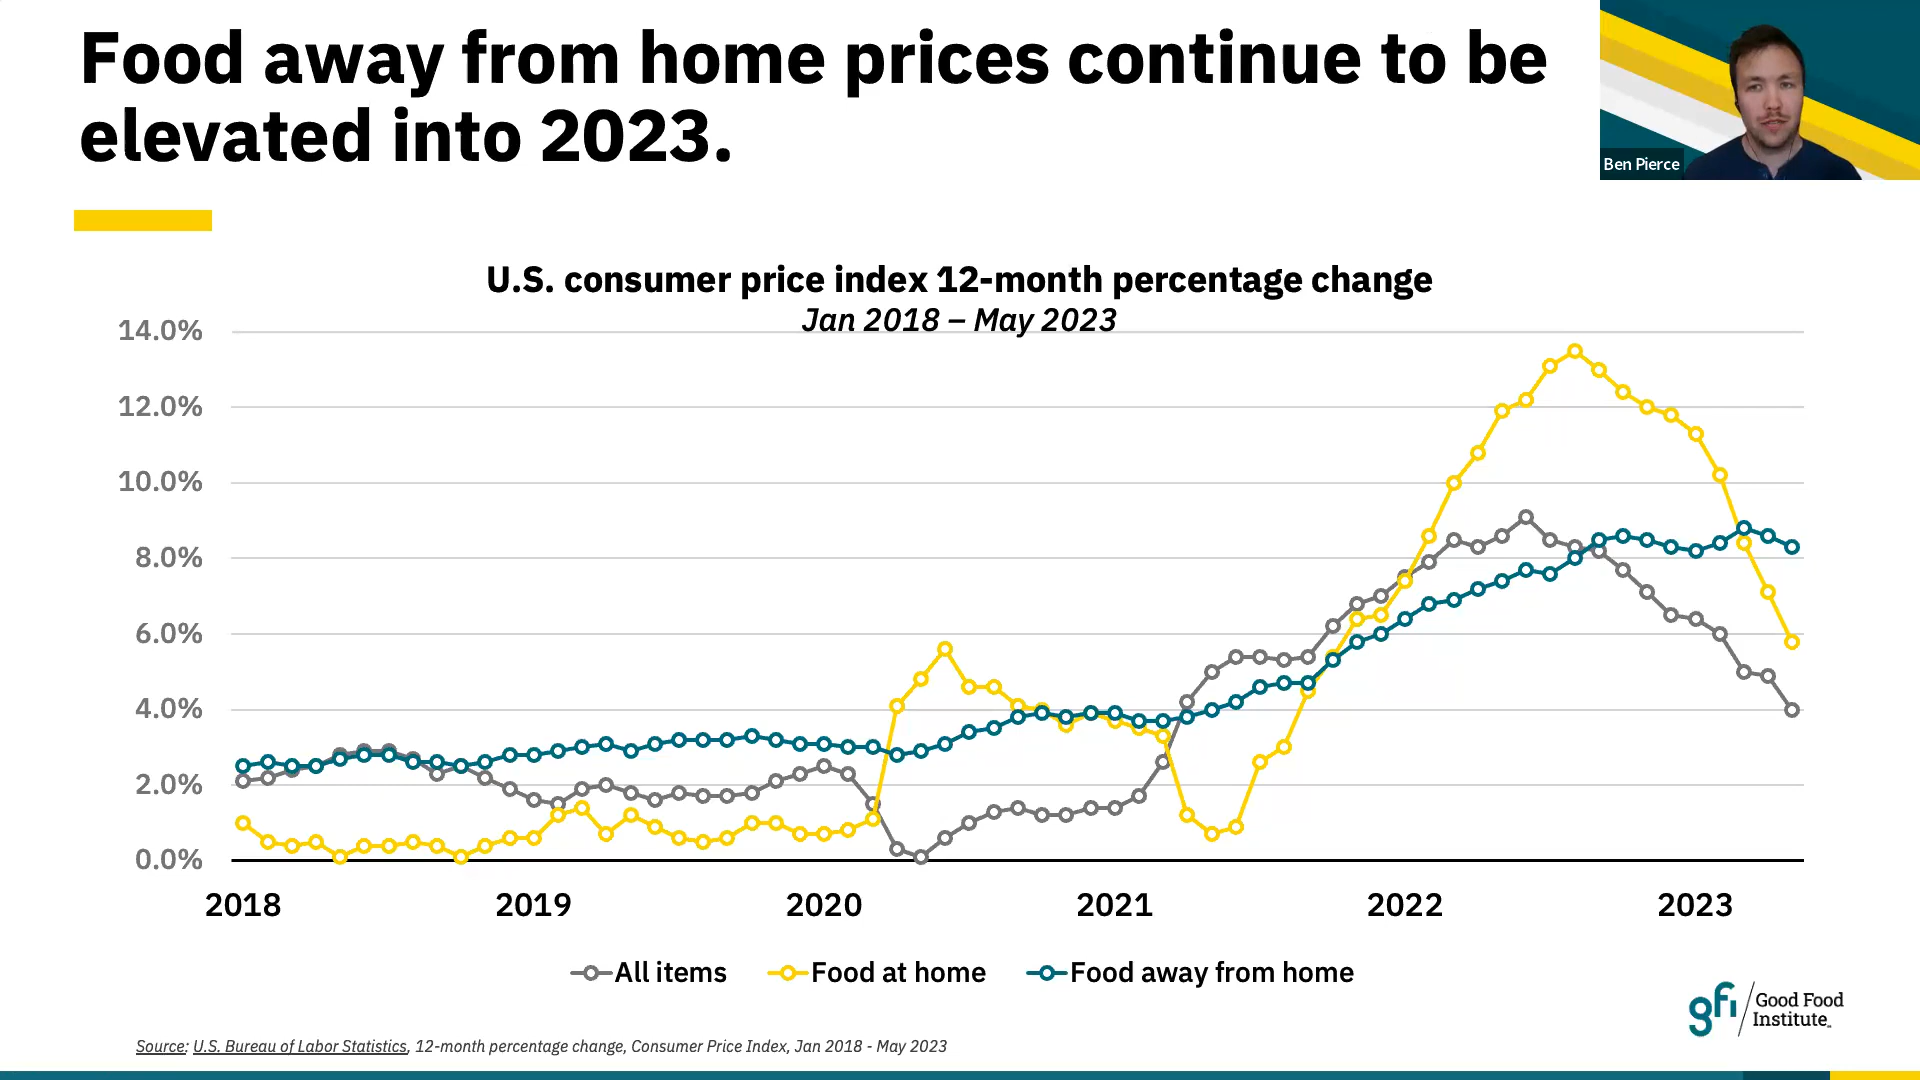 Food away from home prices continue to be
elevated into 2023.
Ben Pierce
U.S. consumer price index 12-month percentage change
Jan 2018 – May 2023
14.0%
12.0%
10.0%
8.0%
6.0%
4.0%
2.0%
0.0%
2018 2019 2020 2021 2022 2023
All items Food at home Food away from home
gfi Good Food
Institute™
Source: U.S. Bureau of Labor Statistics, 12-month percentage change, Consumer Price Index, Jan 2018 - May 2023